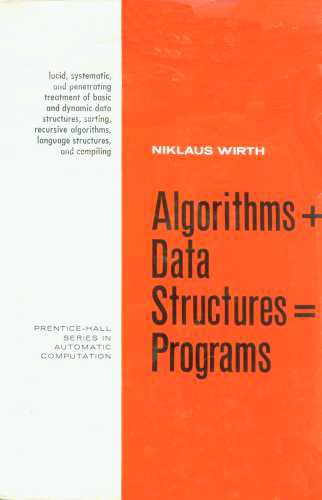 lucid, systematic,
and penetrating
treatment of basic
and dynamic data
structures, sorting,
recursive algorithms,
language structures,
and compiling
NIKLAUS WIRTH
Algorithms +
Data
Structures =
Programs
PRENTICE-HALL
SERIES IN
AUTOMATIC
COMPUTATION